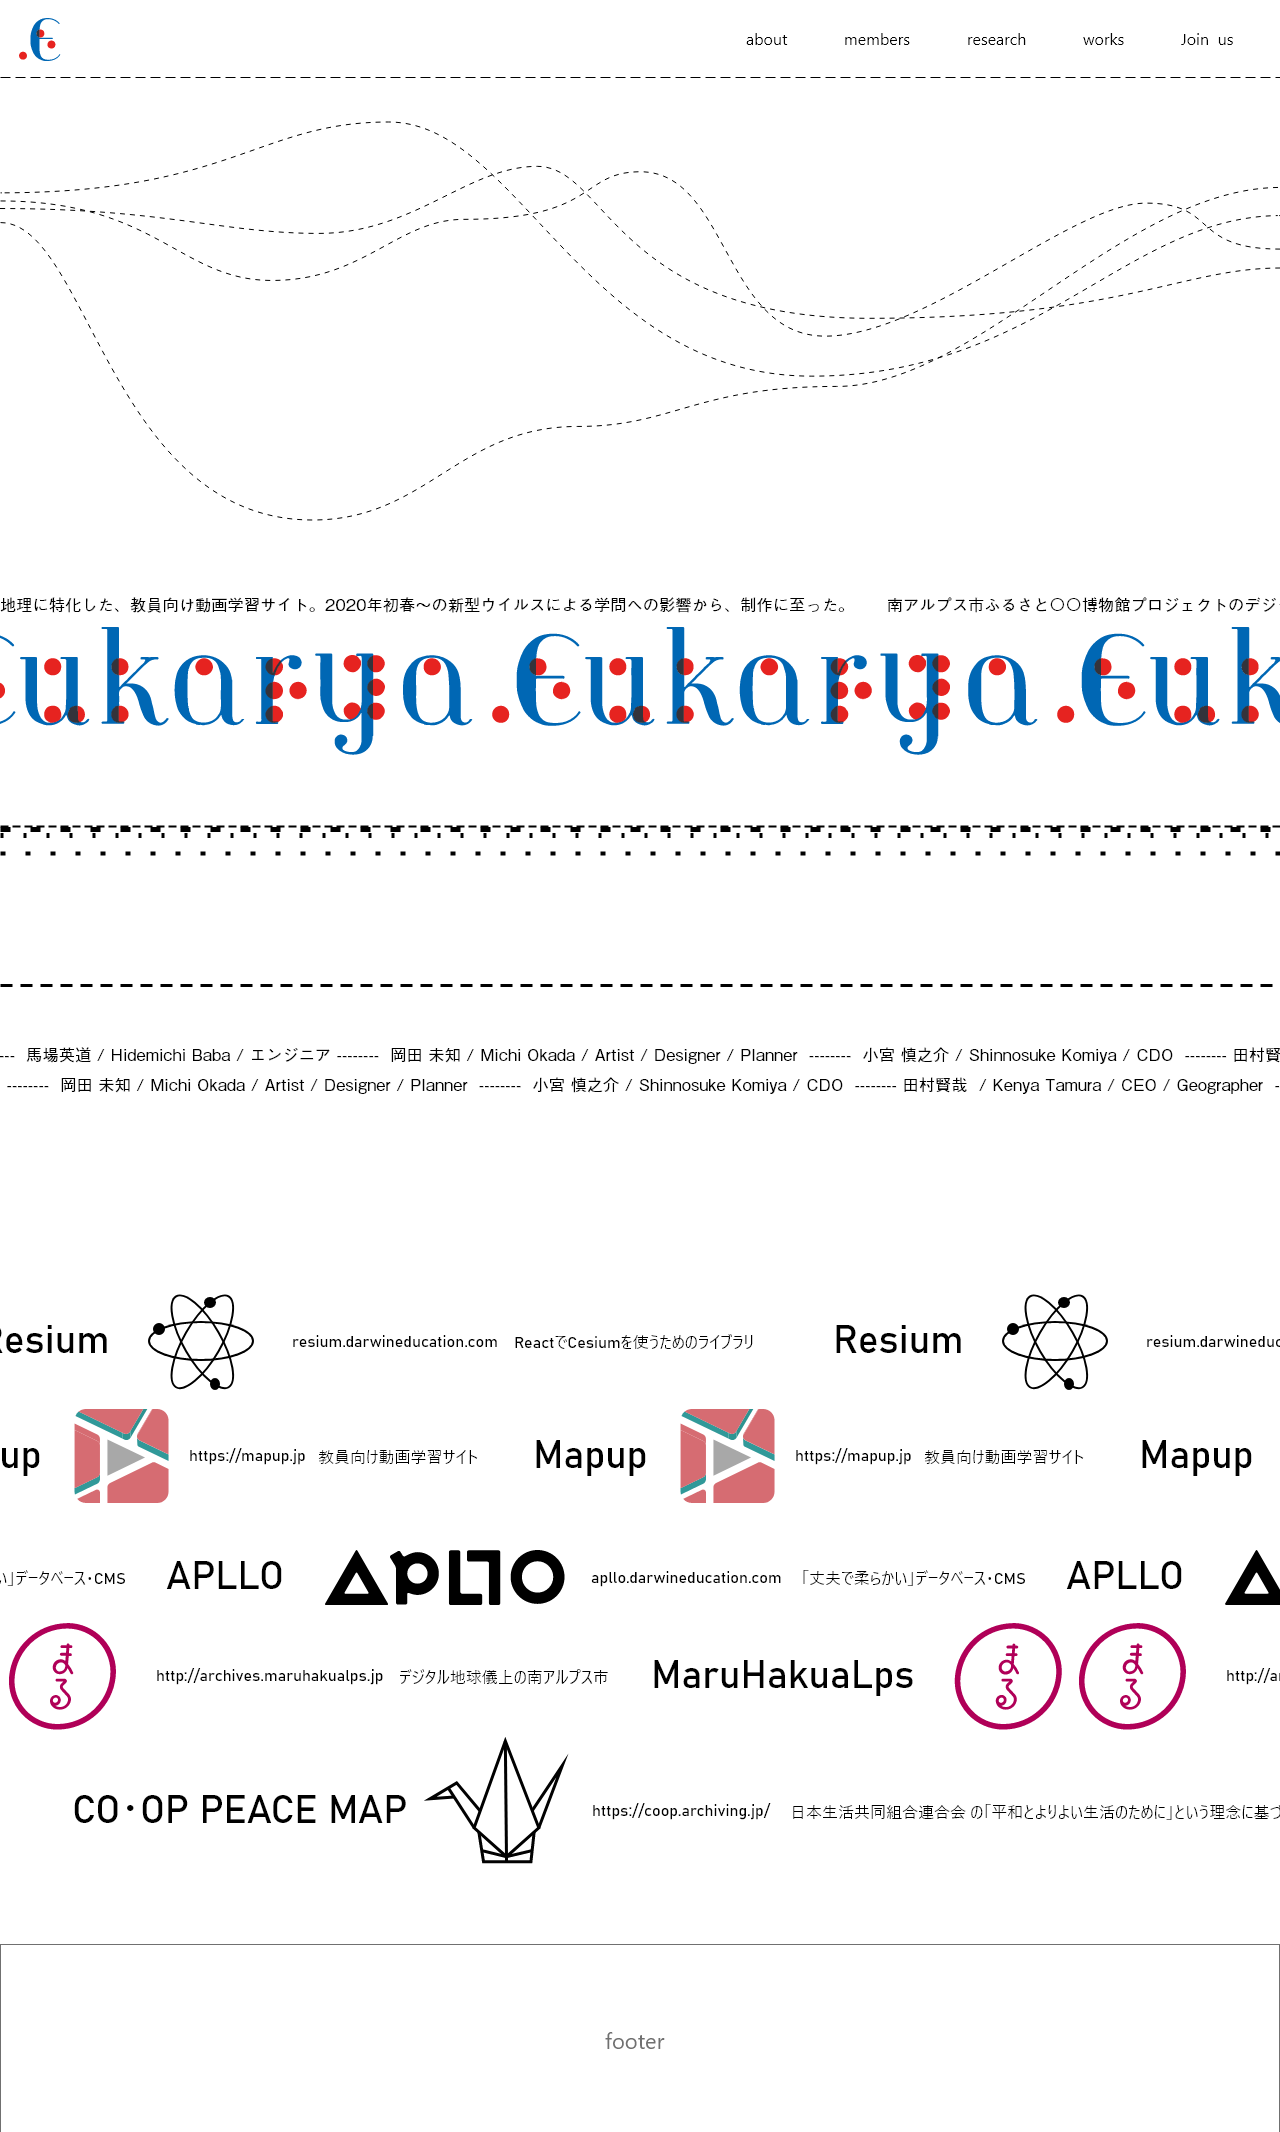 .E
about members research works Join us
地理に特化した、教員向け動画学習サイト。2020年初春〜の新型ウイルスによる学問への影響から、制作に至った。 南アルプス市ふるさと〇〇博物館プロジェクトのデジ
Eukarya .Eukarya .Euk
--- 馬場英道 / Hidemichi Baba / エンジニア -------- 岡田 未知 / Michi Okada / Artist / Designer / Planner -------- 小宮 慎之介 / Shinnosuke Komiya / CDO -------- 田村賢
-------- 岡田 未知 / Michi Okada / Artist / Designer / Planner -------- 小宮 慎之介 / Shinnosuke Komiya / CDO -------- 田村賢哉 / Kenya Tamura / CEO / Geographer -
Resium resium.darwineducation.com ReactでCesiumを使うためのライブラリ Resium resium.darwineduc
up https://mapup.jp 教員向け動画学習サイト Mapup https://mapup.jp 教員向け動画学習サイト Mapup
い」データベース・CMS APLLO APLLO apllo.darwineducation.com 「丈夫で柔らかい」データベース・CMS APLLO A
まる http://archives.maruhakualps.jp デジタル地球儀上の南アルプス市 MaruHakuaLps まる まる http://ar
CO・OP PEACE MAP https://coop.archiving.jp/ 日本生活共同組合連合会 の「平和とよりよい生活のために」という理念に基づ
footer